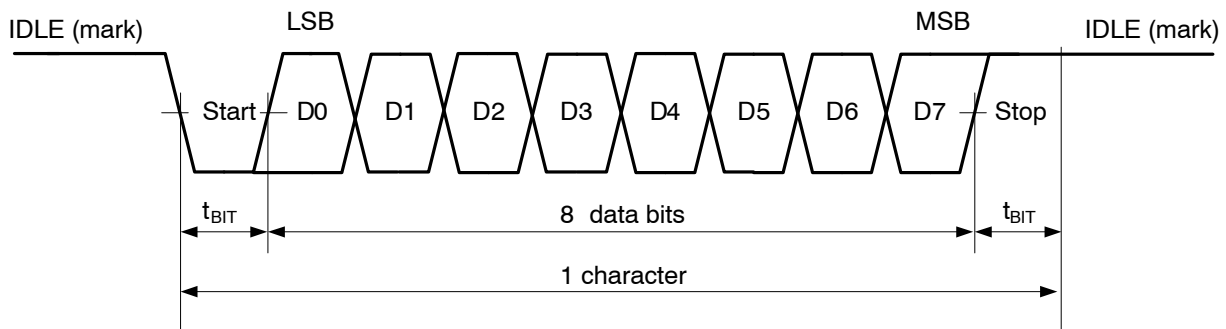 LSB MSB
IDLE (mark) IDLE (mark)
Start D0 D1 D2 D3 D4 D5 D6 D7 Stop
tBIT 8 data bits tBIT
1 character